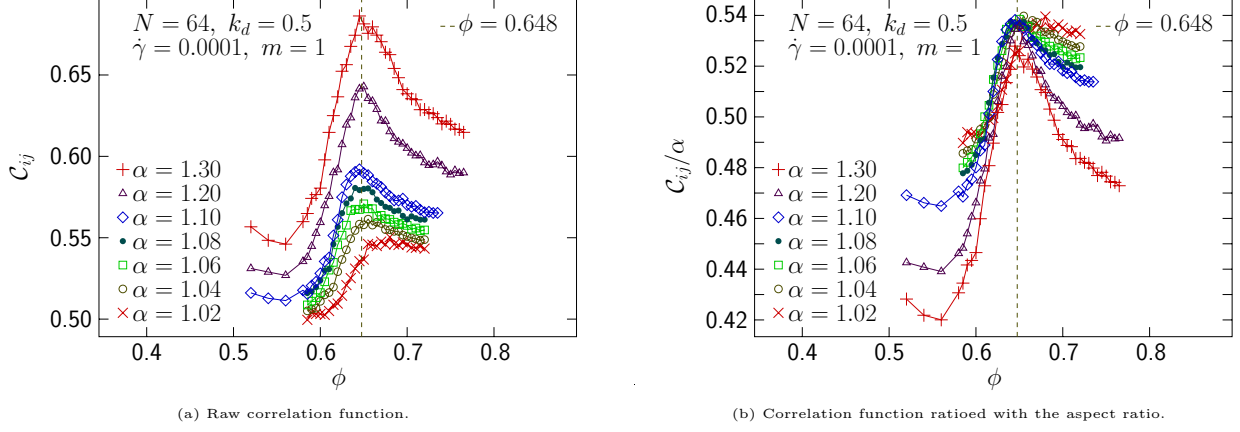 N = 64, k_d = 0.5
γ̇ = 0.0001, m = 1
ϕ = 0.648
0.65
0.60
0.55
0.50
C_ij
α = 1.30
α = 1.20
α = 1.10
α = 1.08
α = 1.06
α = 1.04
α = 1.02
0.4 0.5 0.6 0.7 0.8
ϕ
(a) Raw correlation function.
N = 64, k_d = 0.5
γ̇ = 0.0001, m = 1
ϕ = 0.648
0.54
0.52
0.50
0.48
0.46
0.44
0.42
C_ij/α
α = 1.30
α = 1.20
α = 1.10
α = 1.08
α = 1.06
α = 1.04
α = 1.02
0.4 0.5 0.6 0.7 0.8
ϕ
(b) Correlation function ratioed with the aspect ratio.